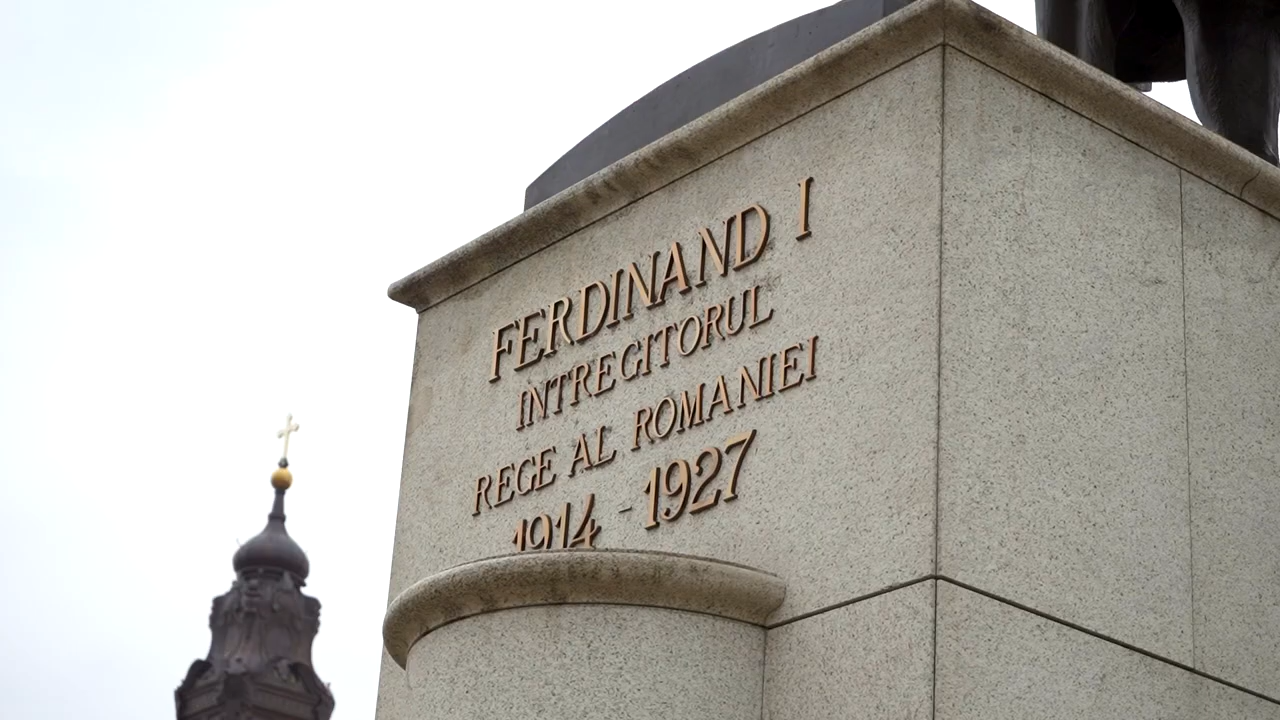 FERDINAND I
INTREGITORUL
REGE AL ROMANIEI
1914 - 1927